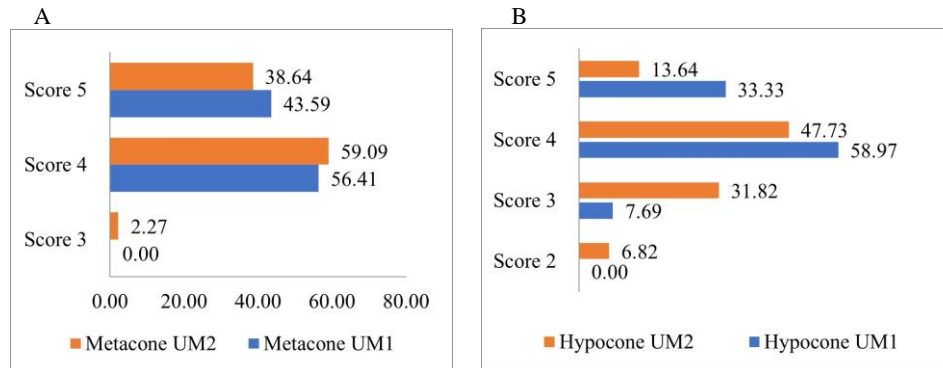 A
Score 5
38.64
43.59
Score 4
59.09
56.41
Score 3
2.27
0.00
0.00 20.00 40.00 60.00 80.00
Metacone UM2 Metacone UM1
B
Score 5
13.64
33.33
Score 4
47.73
58.97
Score 3
31.82
7.69
Score 2
6.82
0.00
Hypocone UM2 Hypocone UM1